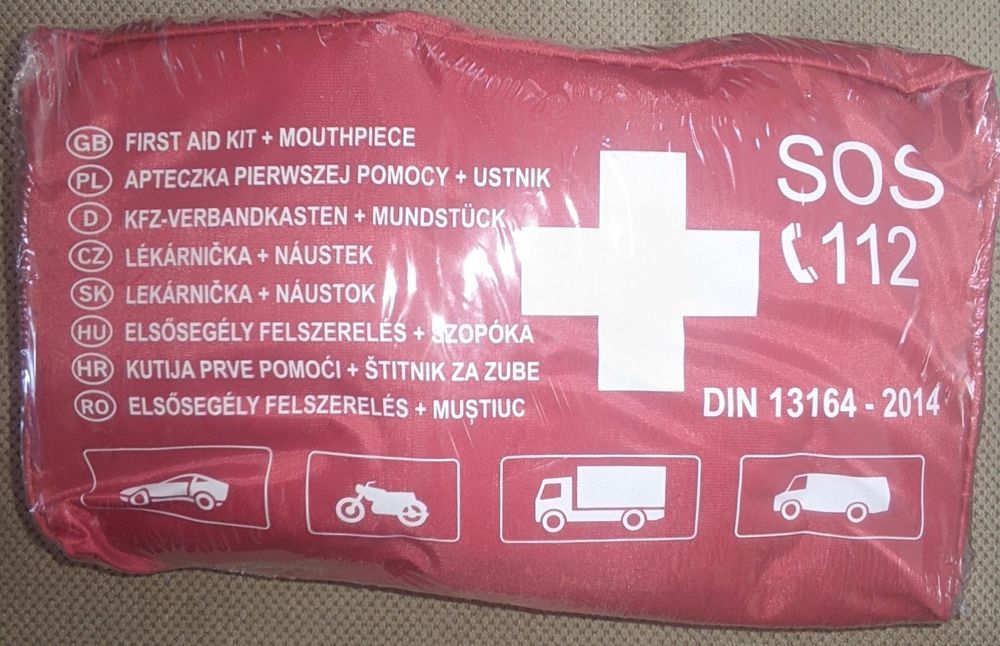 GB FIRST AID KIT + MOUTHPIECE
PL APTECZKA PIERWSZEJ POMOCY + USTNIK
D KFZ-VERBANDKASTEN + MUNDSTÜCK
CZ LÉKÁRNIČKA + NÁUSTEK
SK LEKÁRNIČKA + NÁUSTOK
HU ELSŐSEGÉLY FELSZERELÉS + SZOPÓKA
HR KUTIJA PRVE POMOĆI + ŠTITNIK ZA ZUBE
RO ELSŐSEGÉLY FELSZERELÉS + MUȘTIUC
SOS
112
DIN 13164 - 2014